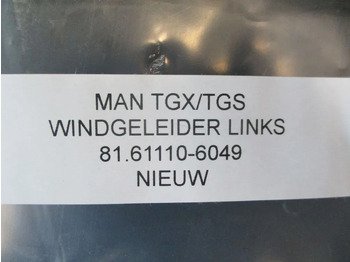 MAN TGX/TGS
WINDGELEIDER LINKS
81.61110-6049
NIEUW